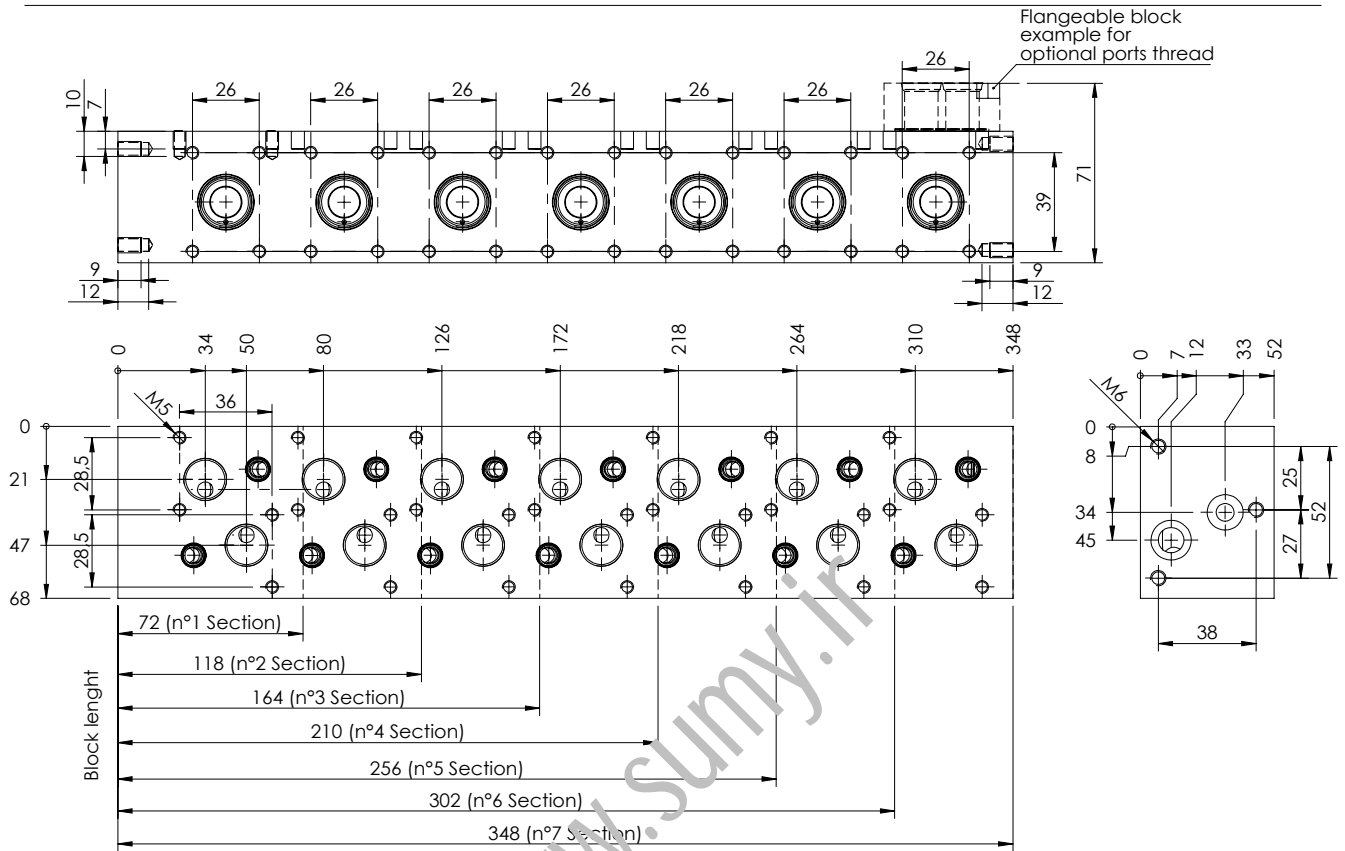 Flangeable block
example for
optional ports thread
26
26 26 26 26 26 26
10
7
71
39
9
12
9
12
0 34 50 80 126 172 218 264 310 348
0 7 12 33 52
M5
36
M6
0
21
47
68
28,5
28,5
0
8
34
45
25
27
52
38
72 (n°1 Section)
118 (n°2 Section)
164 (n°3 Section)
210 (n°4 Section)
256 (n°5 Section)
302 (n°6 Section)
348 (n°7 Section)
Block lenght
www.sumy.ir